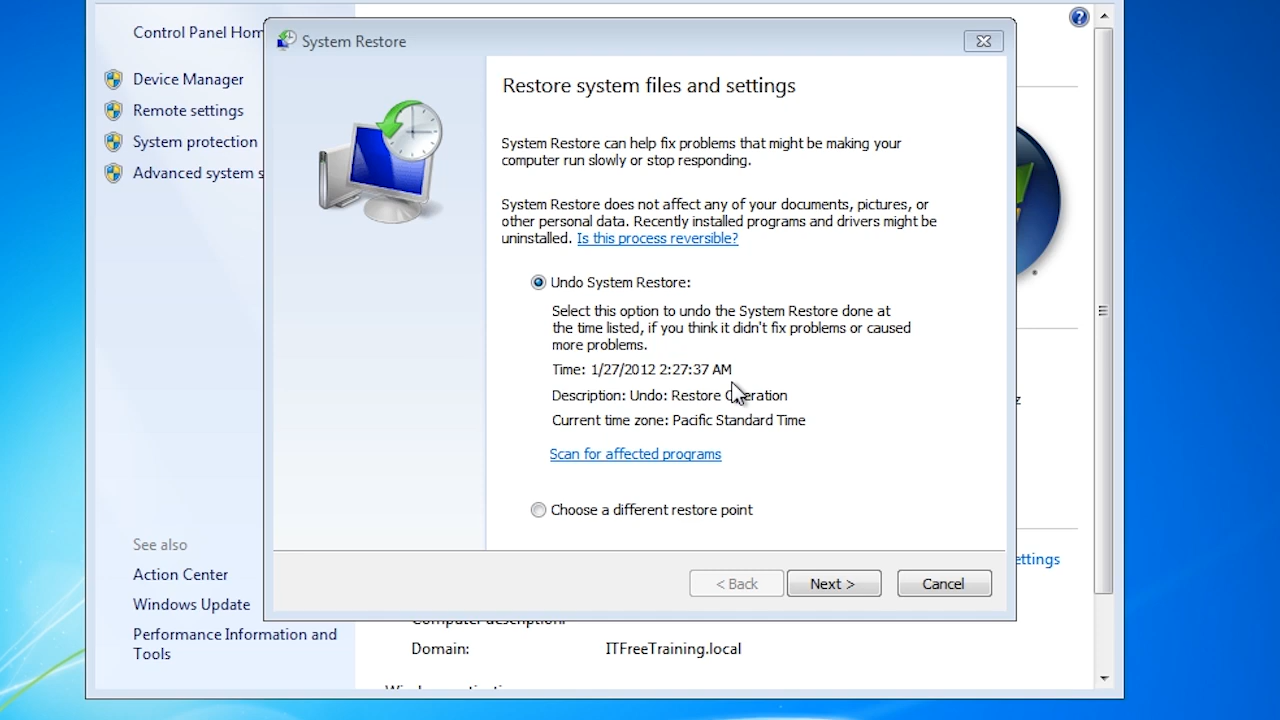 Control Panel Hom
Device Manager
Remote settings
System protection
Advanced system s
See also
Action Center
Windows Update
Performance Information and
Tools
System Restore
Restore system files and settings
System Restore can help fix problems that might be making your
computer run slowly or stop responding.
System Restore does not affect any of your documents, pictures, or
other personal data. Recently installed programs and drivers might be
uninstalled. Is this process reversible?
Undo System Restore:
Select this option to undo the System Restore done at
the time listed, if you think it didn't fix problems or caused
more problems.
Time: 1/27/2012 2:27:37 AM
Description: Undo: Restore Operation
Current time zone: Pacific Standard Time
Scan for affected programs
Choose a different restore point
< Back
Next >
Cancel
z
ettings
Computer description:
Domain: ITFreeTraining.local